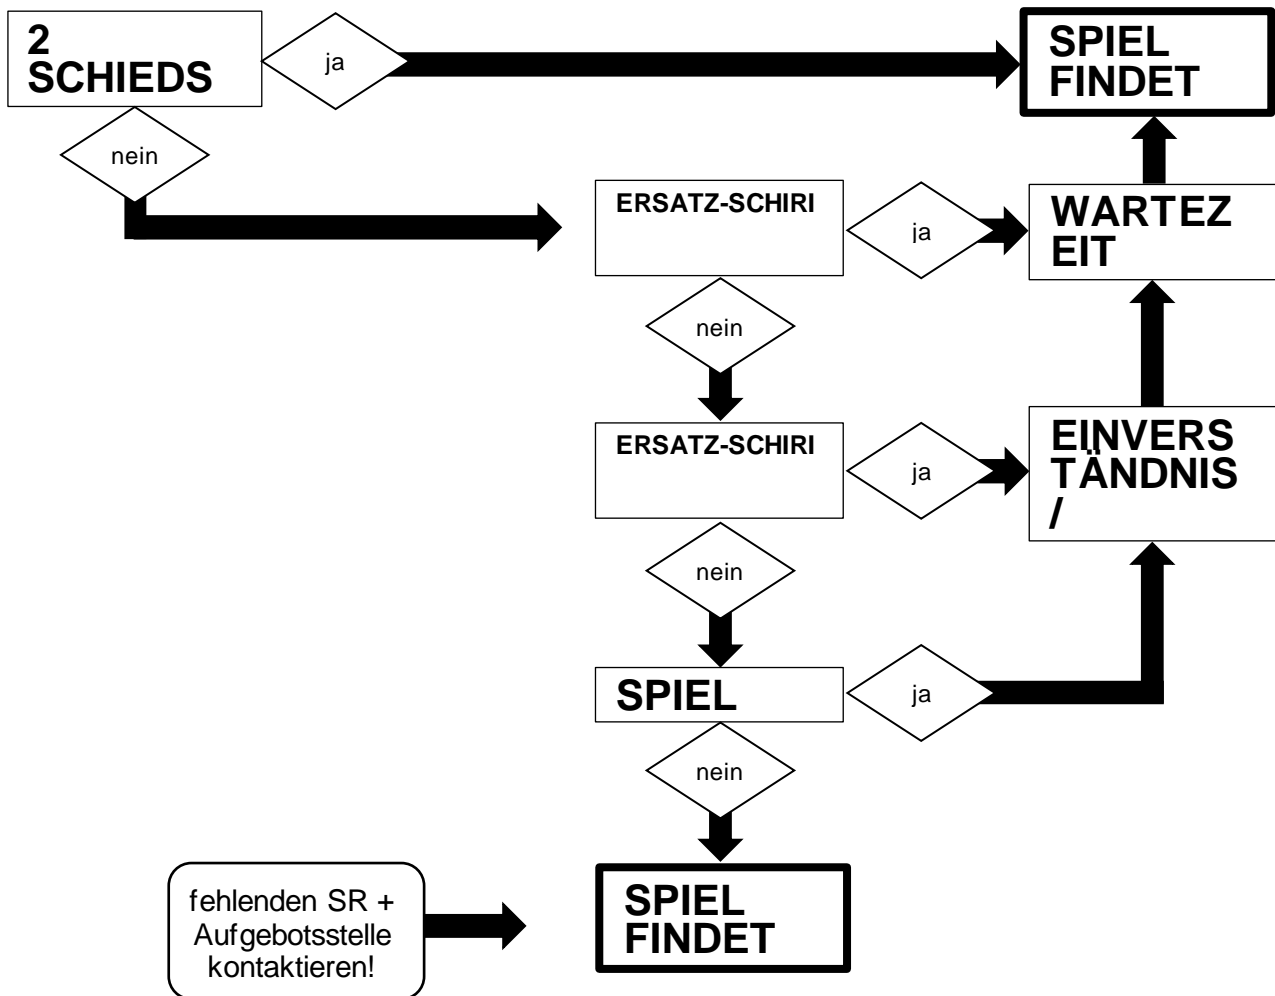 2
SCHIEDS
ja
SPIEL
FINDET
nein
ERSATZ-SCHIRI
ja
WARTEZ
EIT
nein
ERSATZ-SCHIRI
ja
EINVERS
TÄNDNIS
/
nein
SPIEL
ja
nein
fehlenden SR +
Aufgebotsstelle
kontaktieren!
SPIEL
FINDET